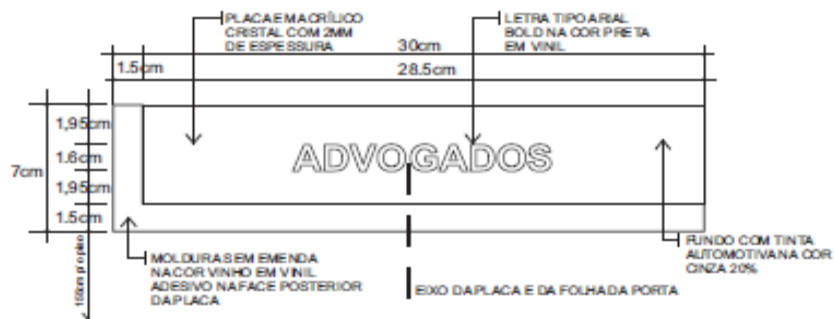 PLACA EM ACRÍLICO
CRISTAL COM 2MM
DE ESPESSURA
LETRA TIPO ARIAL
BOLD NA COR PRETA
EM VINIL
30cm
1.5cm
28.5cm
1,95cm
1.6cm
7cm
1,95cm
1.5cm
ADVOGADOS
MOLDURA SEM EMENDA
NA COR VINHO EM VINIL
ADESIVO NA FACE POSTERIOR
DA PLACA
EIXO DA PLACA E DA FOLHA DA PORTA
FUNDO COM TINTA
AUTOMOTIVA NA COR
CINZA 20%